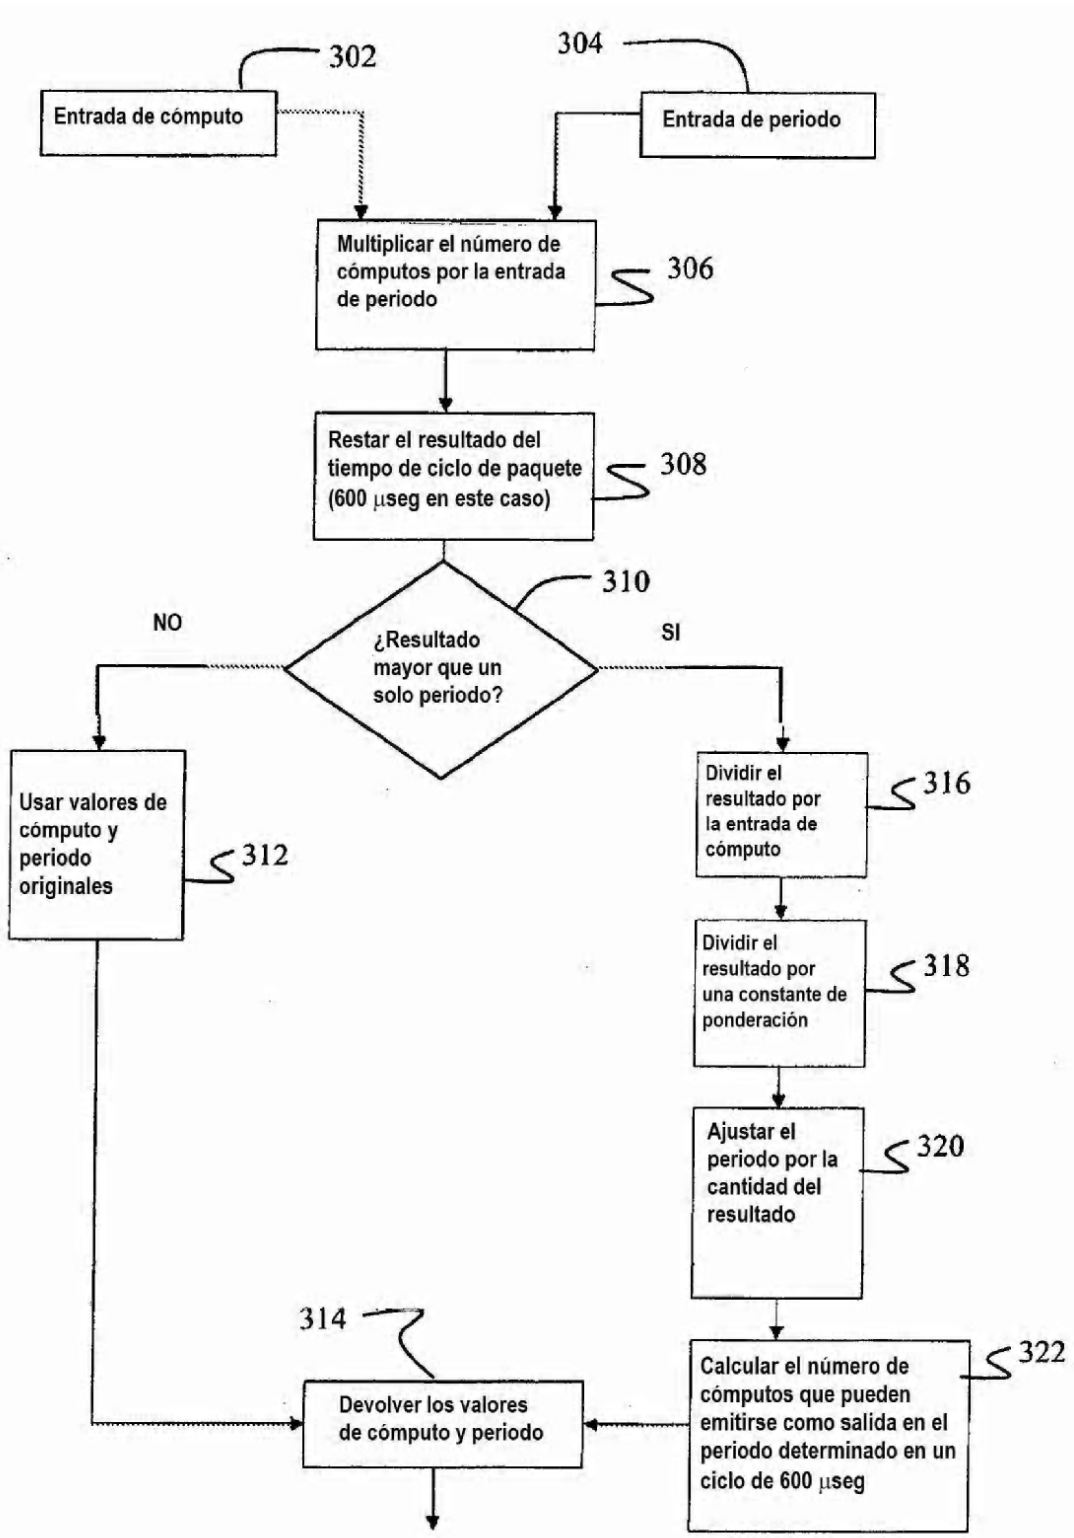 302
304
Entrada de cómputo
Entrada de periodo
Multiplicar el número de
cómputos por la entrada
de periodo
306
Restar el resultado del
tiempo de ciclo de paquete
(600 μseg en este caso)
308
310
NO
SI
¿Resultado
mayor que un
solo periodo?
Usar valores de
cómputo y
periodo
originales
312
Dividir el
resultado por
la entrada de
cómputo
316
Dividir el
resultado por
una constante de
ponderación
318
Ajustar el
periodo por la
cantidad del
resultado
320
314
Devolver los valores
de cómputo y periodo
Calcular el número de
cómputos que pueden
emitirse como salida en el
periodo determinado en un
ciclo de 600 μseg
322